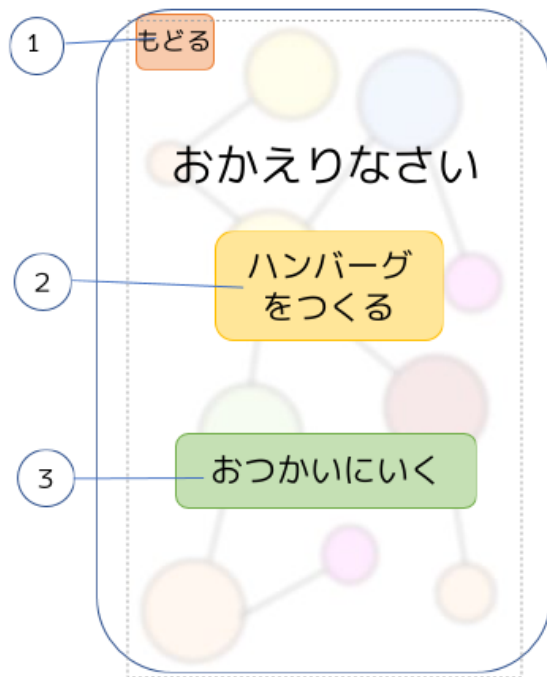 1
もどる
おかえりなさい
2
ハンバーグ
をつくる
3
おつかいにいく